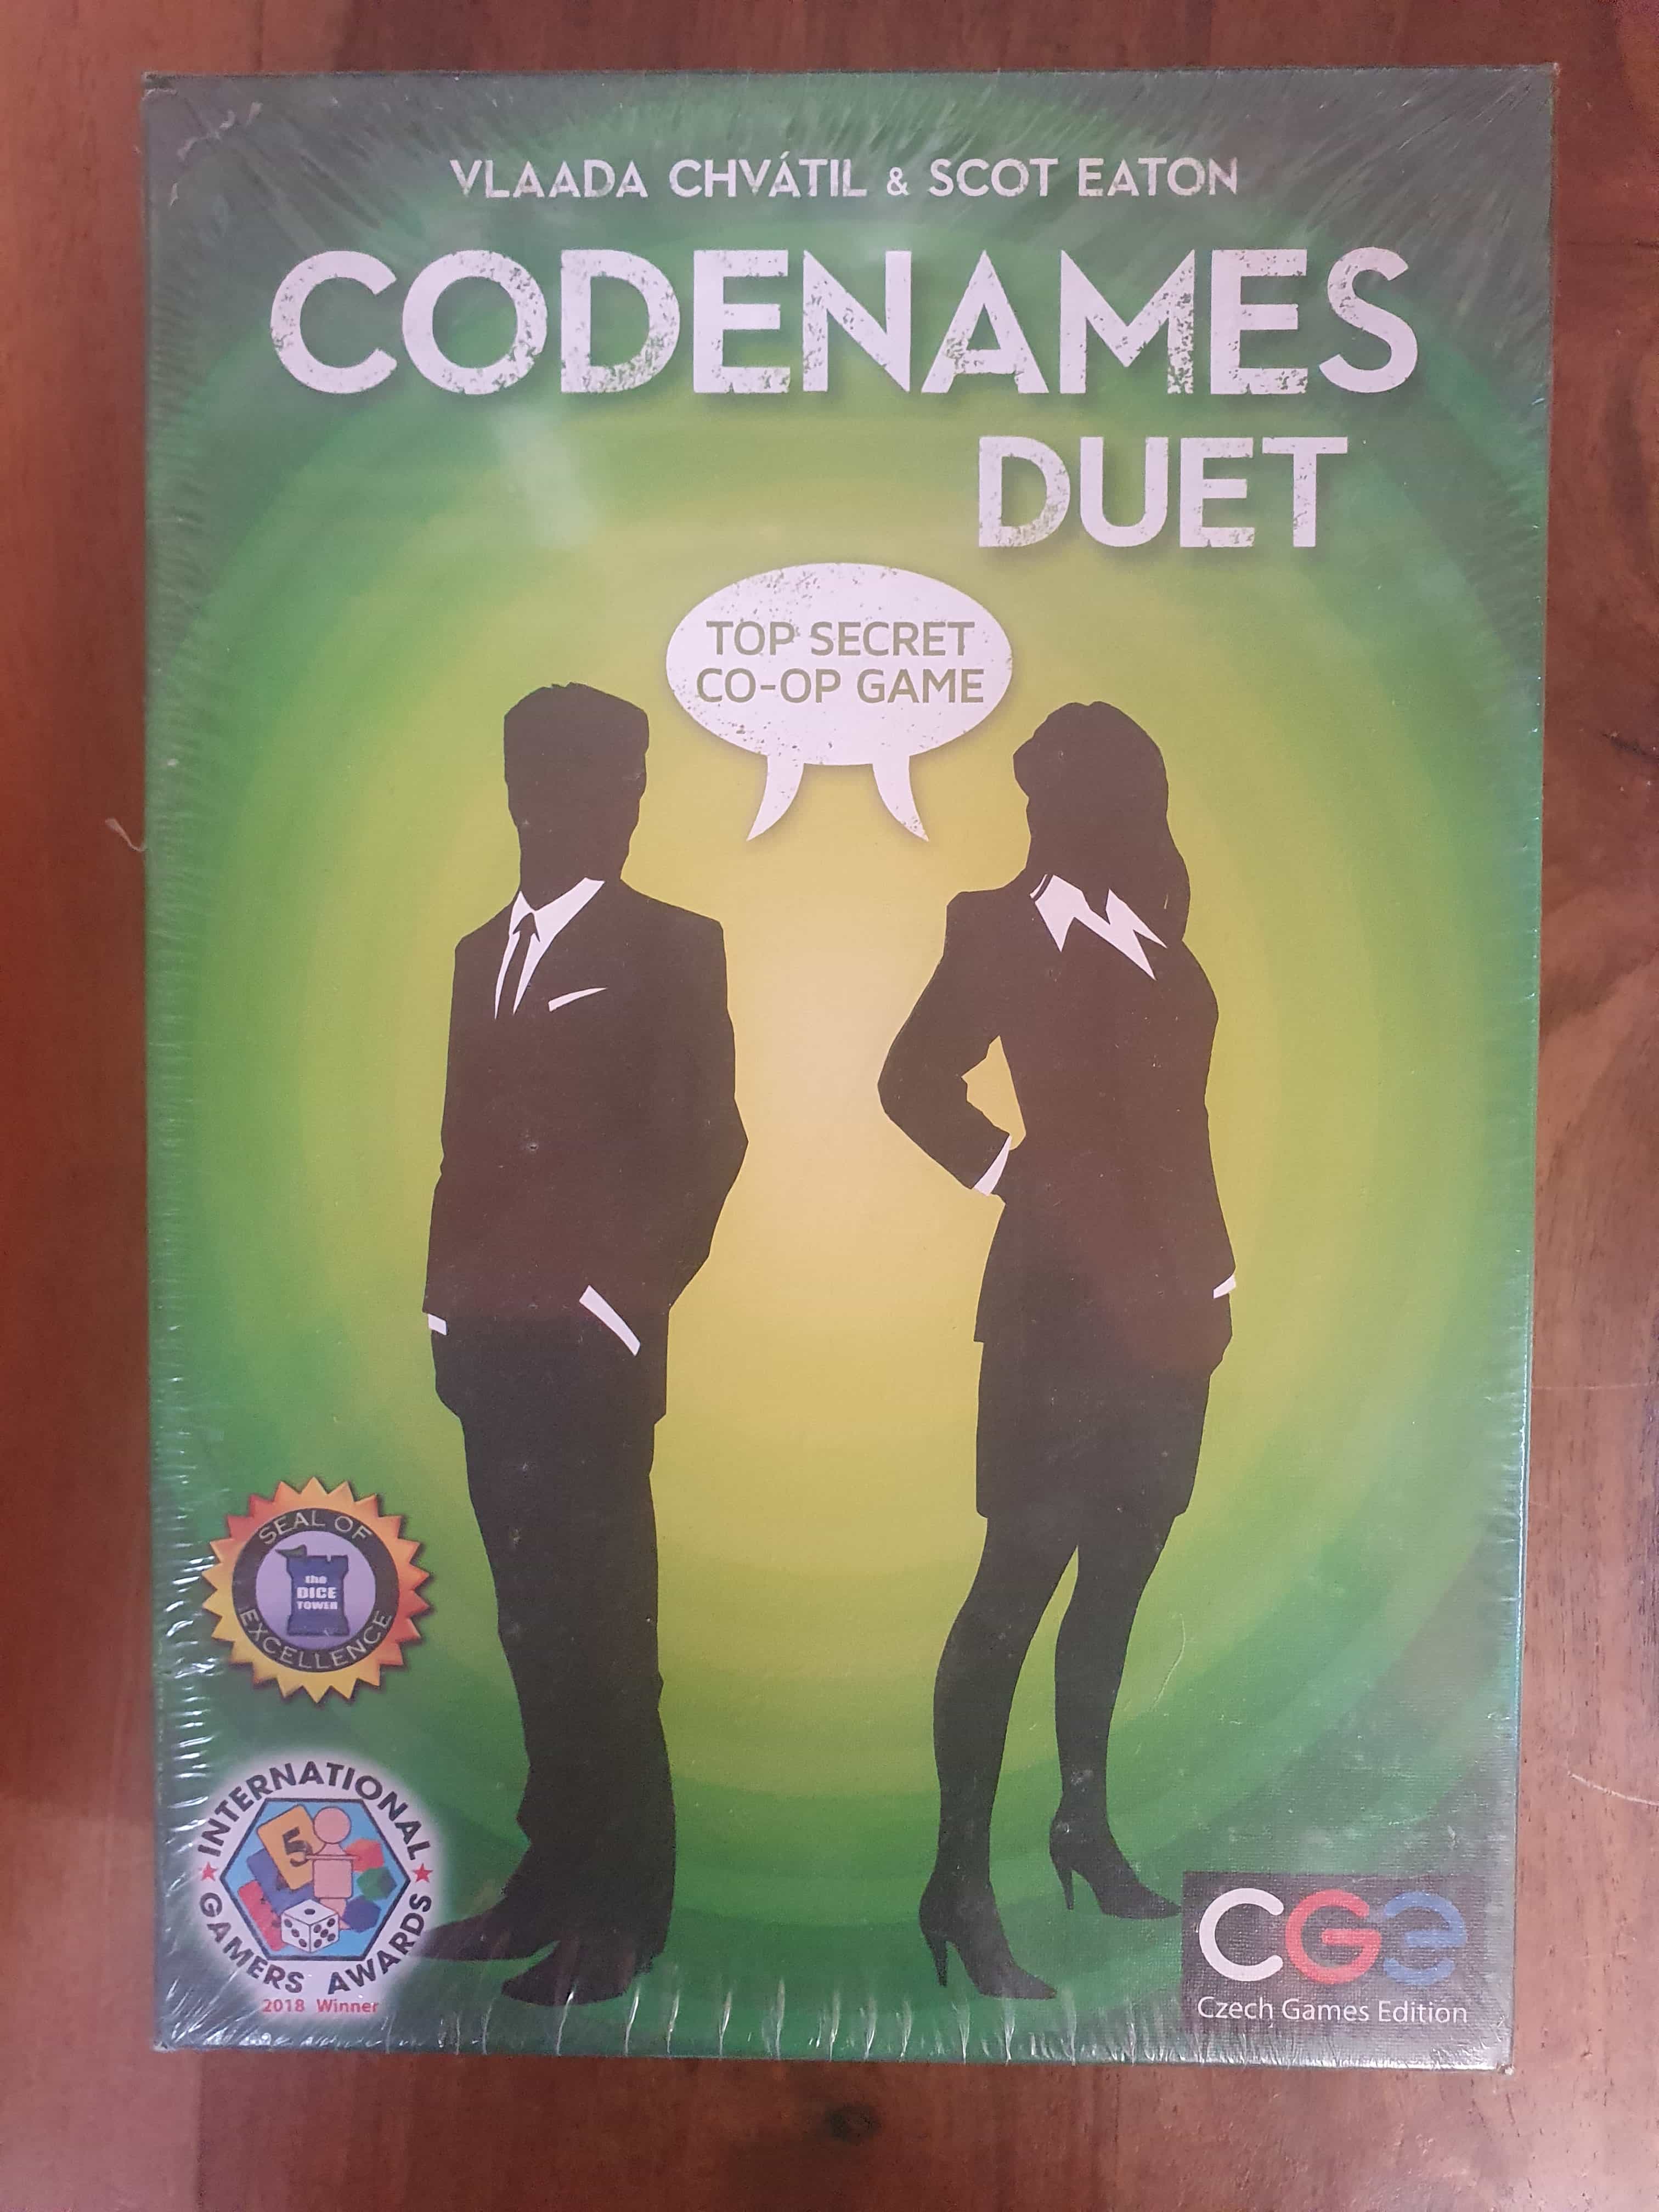 VLAADA CHVÁTIL & SCOT EATON
CODENAMES
DUET
TOP SECRET
CO-OP GAME
SEAL OF
the
DICE
TOWER
EXCELLENCE
INTERNATIONAL
5
GAMERS AWARDS
2018 Winner
CGE
Czech Games Edition